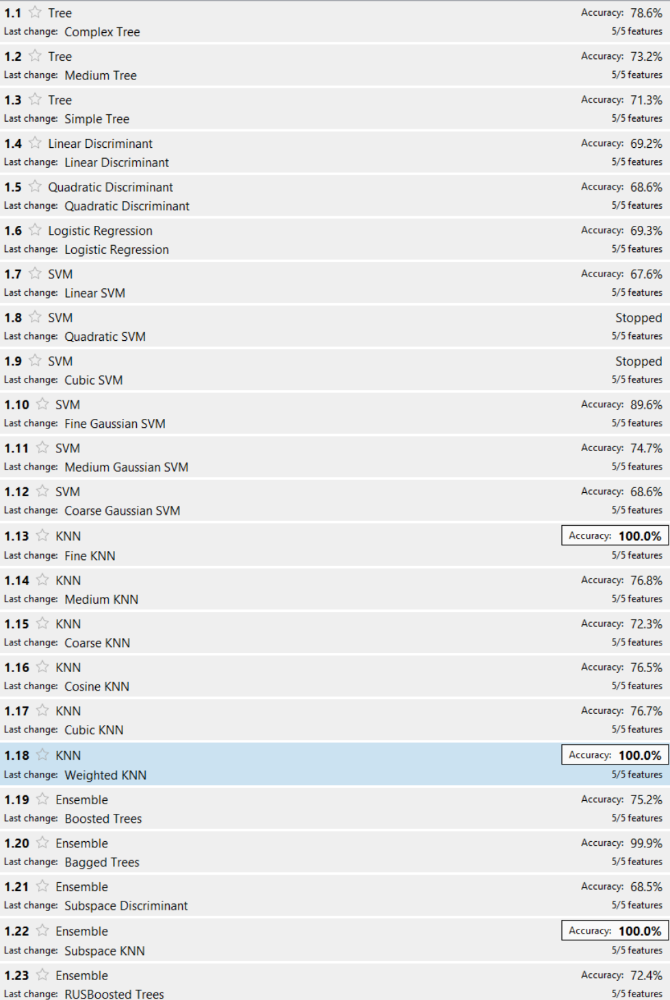 1.1 Tree Accuracy: 78.6%
Last change: Complex Tree 5/5 features
1.2 Tree Accuracy: 73.2%
Last change: Medium Tree 5/5 features
1.3 Tree Accuracy: 71.3%
Last change: Simple Tree 5/5 features
1.4 Linear Discriminant Accuracy: 69.2%
Last change: Linear Discriminant 5/5 features
1.5 Quadratic Discriminant Accuracy: 68.6%
Last change: Quadratic Discriminant 5/5 features
1.6 Logistic Regression Accuracy: 69.3%
Last change: Logistic Regression 5/5 features
1.7 SVM Accuracy: 67.6%
Last change: Linear SVM 5/5 features
1.8 SVM Stopped
Last change: Quadratic SVM 5/5 features
1.9 SVM Stopped
Last change: Cubic SVM 5/5 features
1.10 SVM Accuracy: 89.6%
Last change: Fine Gaussian SVM 5/5 features
1.11 SVM Accuracy: 74.7%
Last change: Medium Gaussian SVM 5/5 features
1.12 SVM Accuracy: 68.6%
Last change: Coarse Gaussian SVM 5/5 features
1.13 KNN Accuracy: 100.0%
Last change: Fine KNN 5/5 features
1.14 KNN Accuracy: 76.8%
Last change: Medium KNN 5/5 features
1.15 KNN Accuracy: 72.3%
Last change: Coarse KNN 5/5 features
1.16 KNN Accuracy: 76.5%
Last change: Cosine KNN 5/5 features
1.17 KNN Accuracy: 76.7%
Last change: Cubic KNN 5/5 features
1.18 KNN Accuracy: 100.0%
Last change: Weighted KNN 5/5 features
1.19 Ensemble Accuracy: 75.2%
Last change: Boosted Trees 5/5 features
1.20 Ensemble Accuracy: 99.9%
Last change: Bagged Trees 5/5 features
1.21 Ensemble Accuracy: 68.5%
Last change: Subspace Discriminant 5/5 features
1.22 Ensemble Accuracy: 100.0%
Last change: Subspace KNN 5/5 features
1.23 Ensemble Accuracy: 72.4%
Last change: RUSBoosted Trees 5/5 features